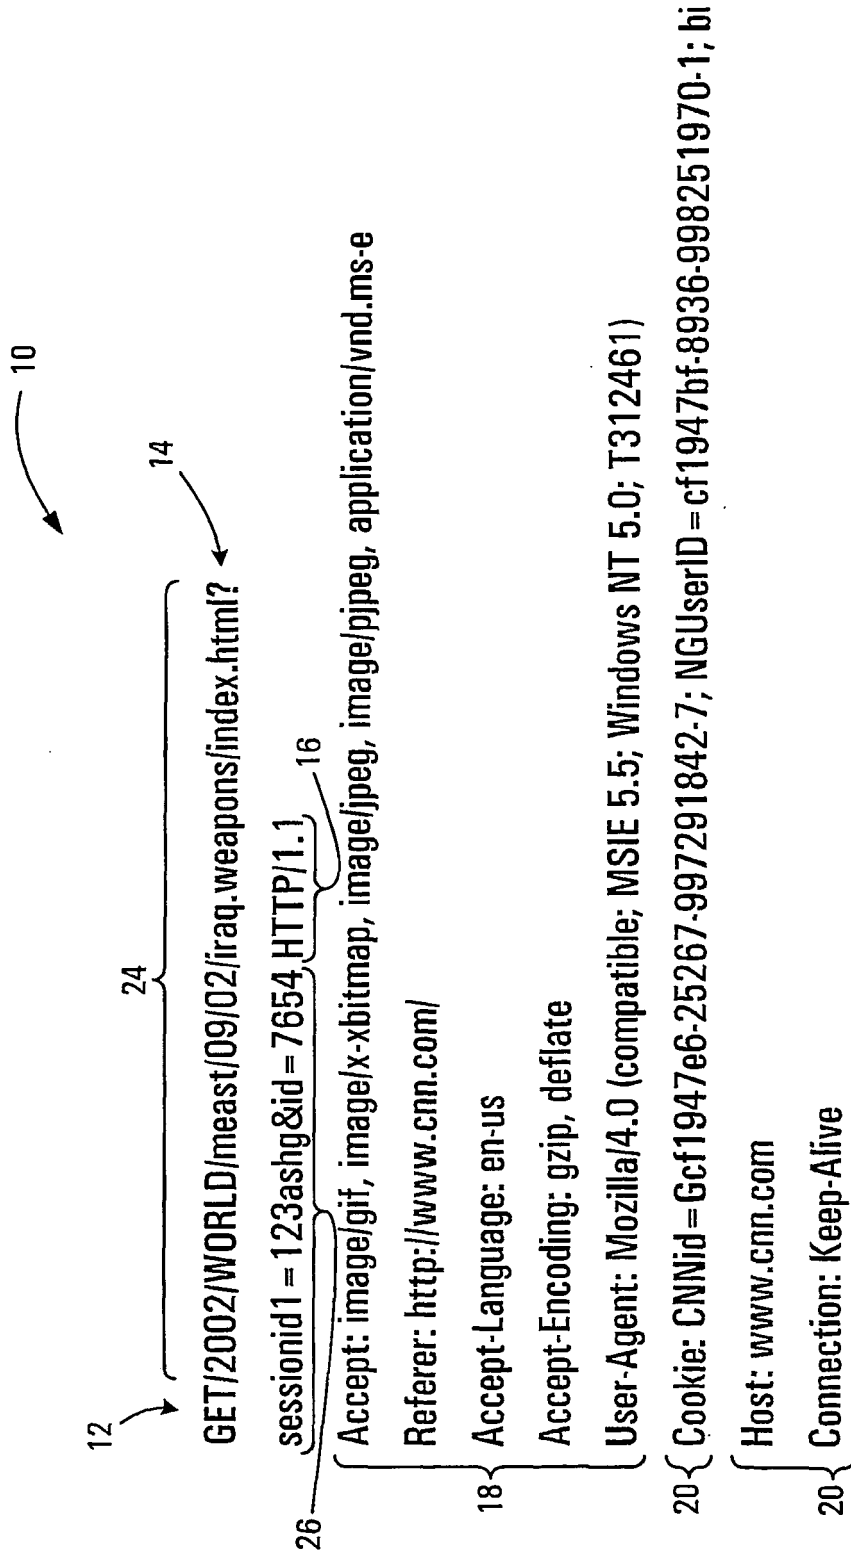 10
24
12
14
GET/2002/WORLD/meast/09/02/iraq.weapons/index.html?
sessionid1 = 123ashg&id = 7654 HTTP/1.1
26
16
Accept: image/gif, image/x-xbitmap, image/jpeg, image/pjpeg, application/vnd.ms-e
Referer: http://www.cnn.com/
18
Accept-Language: en-us
Accept-Encoding: gzip, deflate
User-Agent: Mozilla/4.0 (compatible; MSIE 5.5; Windows NT 5.0; T312461)
20
Cookie: CNNid = Gcf1947e6-25267-997291842-7; NGUserID = cf1947bf-8936-998251970-1; bi
Host: www.cnn.com
20
Connection: Keep-Alive